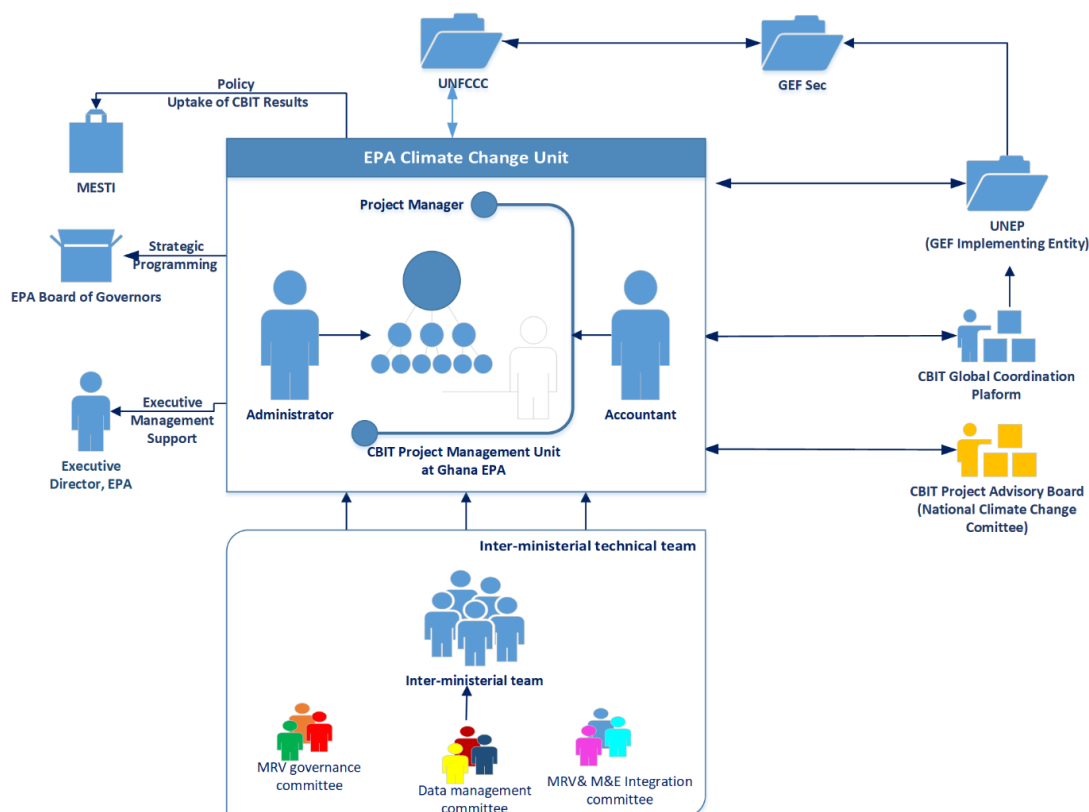 UNFCCC
GEF Sec
Policy
Uptake of CBIT Results
MESTI
EPA Climate Change Unit
Project Manager
UNEP
(GEF Implementing Entity)
Strategic
Programming
EPA Board of Governors
Administrator
Accountant
CBIT Global Coordination
Plaform
Executive
Management
Support
Executive
Director, EPA
CBIT Project Management Unit
at Ghana EPA
CBIT Project Advisory Board
(National Climate Change
Comittee)
Inter-ministerial technical team
Inter-ministerial team
MRV governance
committee
Data management
committee
MRV& M&E Integration
committee